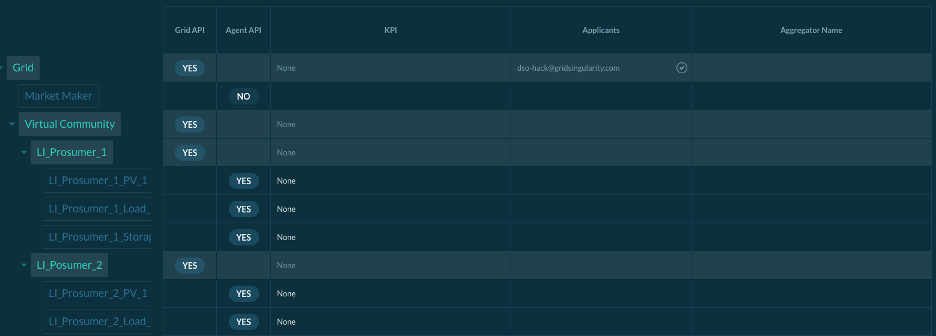 Grid API Agent API KPI Applicants Aggregator Name
Grid YES None dso-hack@gridsingularity.com
Market Maker NO
Virtual Community YES None
LI_Prosumer_1 YES None
LI_Prosumer_1_PV_1 YES None
LI_Prosumer_1_Load_ YES None
LI_Prosumer_1_Storag YES None
LI_Posumer_2 YES None
LI_Prosumer_2_PV_1 YES None
LI_Prosumer_2_Load_ YES None